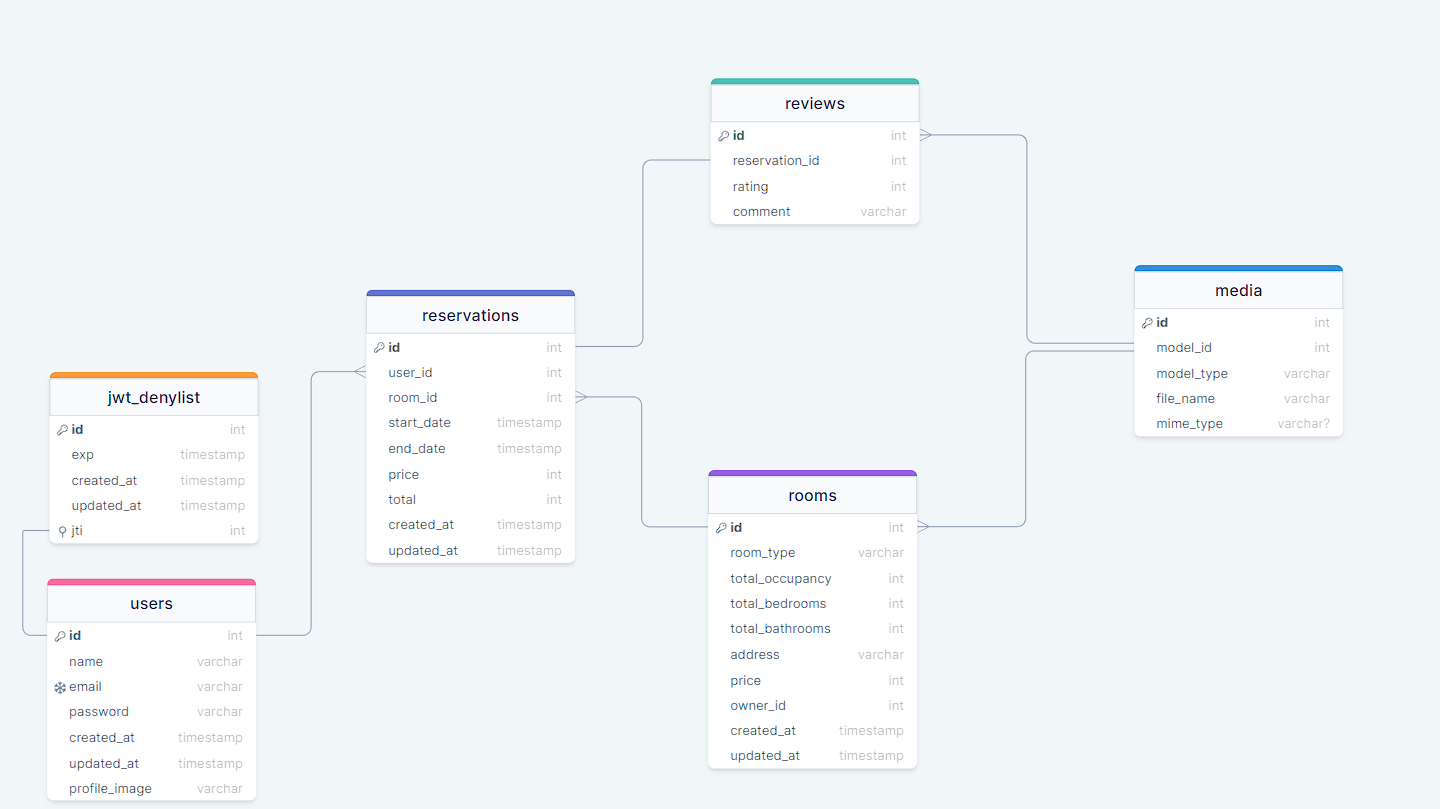 reviews
id int
reservation_id int
rating int
comment varchar
media
id int
model_id int
model_type varchar
file_name varchar
mime_type varchar?
reservations
id int
user_id int
room_id int
start_date timestamp
end_date timestamp
price int
total int
created_at timestamp
updated_at timestamp
jwt_denylist
id int
exp timestamp
created_at timestamp
updated_at timestamp
jti int
rooms
id int
room_type varchar
total_occupancy int
total_bedrooms int
total_bathrooms int
address varchar
price int
owner_id int
created_at timestamp
updated_at timestamp
users
id int
name varchar
email varchar
password varchar
created_at timestamp
updated_at timestamp
profile_image varchar